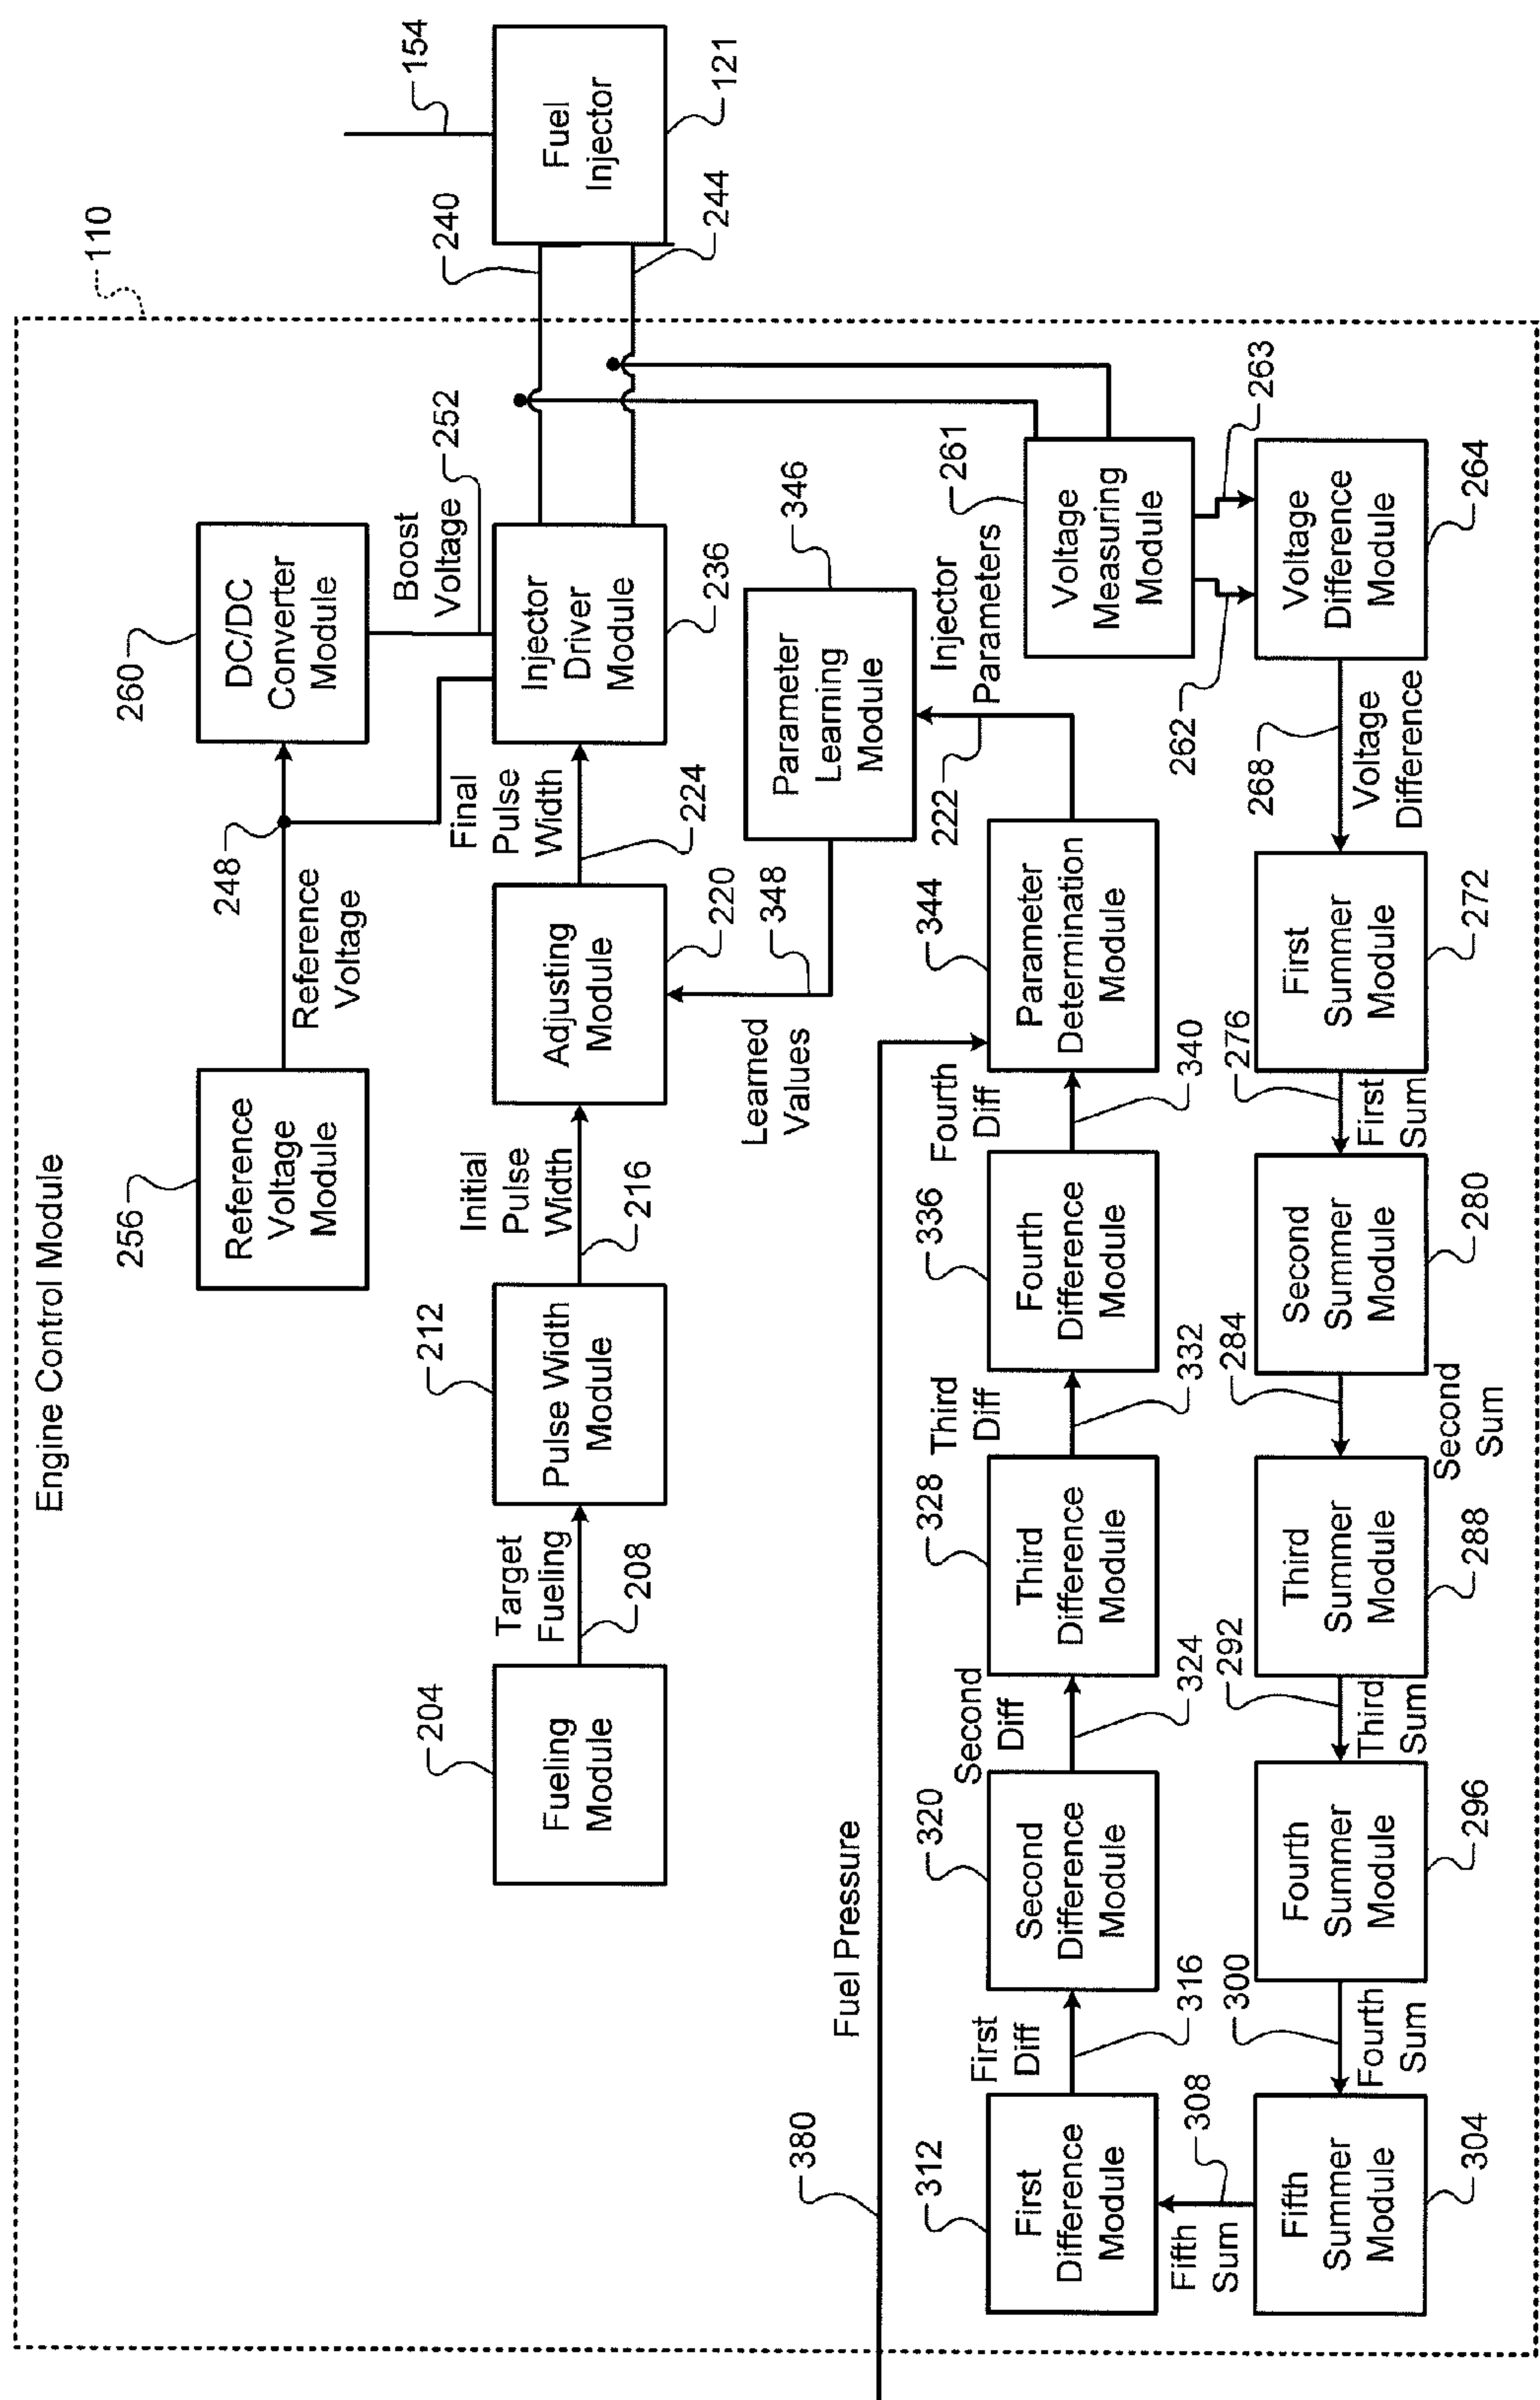 110
Engine Control Module
256
Reference
Voltage
Module
Reference
Voltage
248
260
DC/DC
Converter
Module
Boost
Voltage
252
204
Fueling
Module
Target
Fueling
208
212
Pulse Width
Module
Initial
Pulse
Width
216
Adjusting
Module
220
Final
Pulse
Width
224
Injector
Driver
Module
236
240
244
154
Fuel
Injector
121
Learned
Values
348
Parameter
Learning
Module
346
380
Fuel Pressure
312
First
Difference
Module
First
Diff
316
320
Second
Difference
Module
Second
Diff
324
328
Third
Difference
Module
Third
Diff
332
336
Fourth
Difference
Module
Fourth
Diff
340
344
Parameter
Determination
Module
222
Injector
Parameters
261
Voltage
Measuring
Module
262
263
Fifth
Sum
308
Fifth
Summer
Module
304
300
Fourth
Sum
Fourth
Summer
Module
296
292
Third
Sum
Third
Summer
Module
288
284
Second
Sum
Second
Summer
Module
280
276
First
Sum
First
Summer
Module
272
268
Voltage
Difference
Voltage
Difference
Module
264